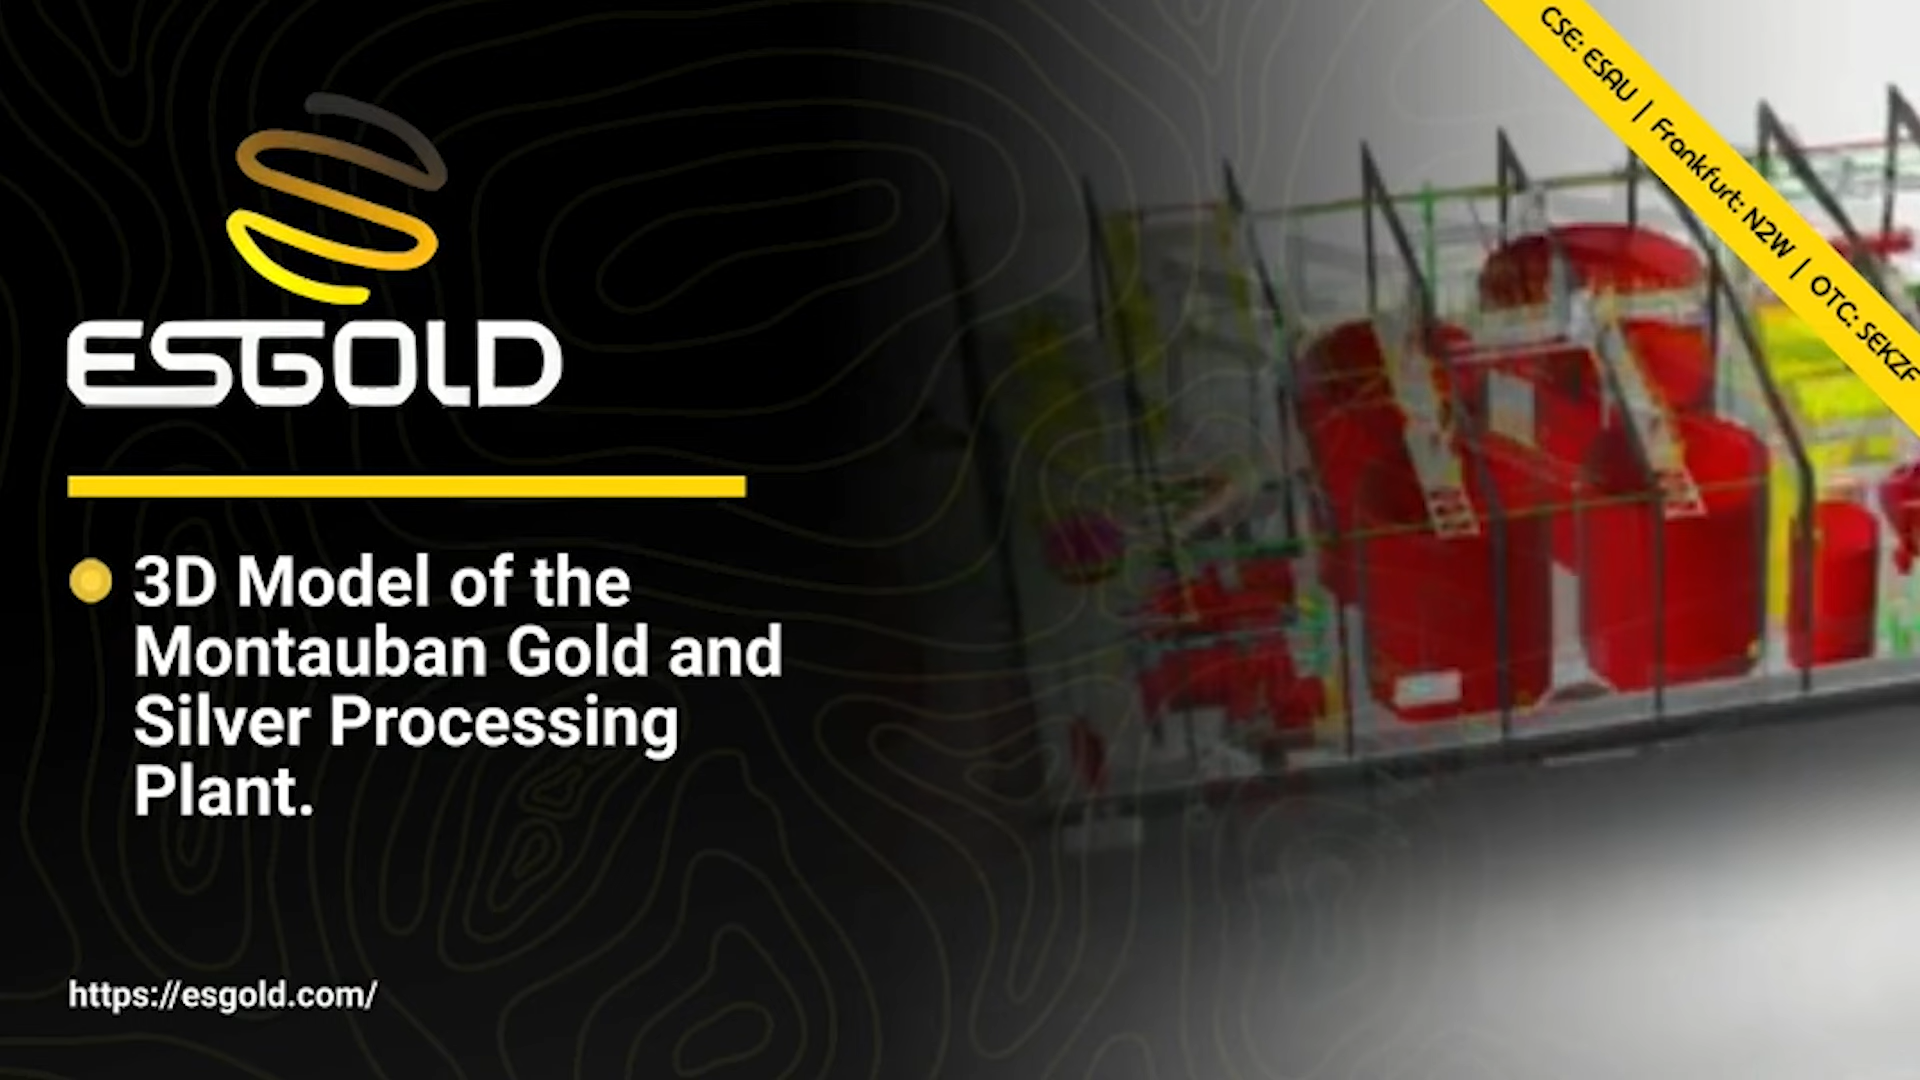 CSE: ESAU | Frankfurt: N2W | OTC: SEKZF
ESGOLD
3D Model of the
Montauban Gold and
Silver Processing
Plant.
https://esgold.com/